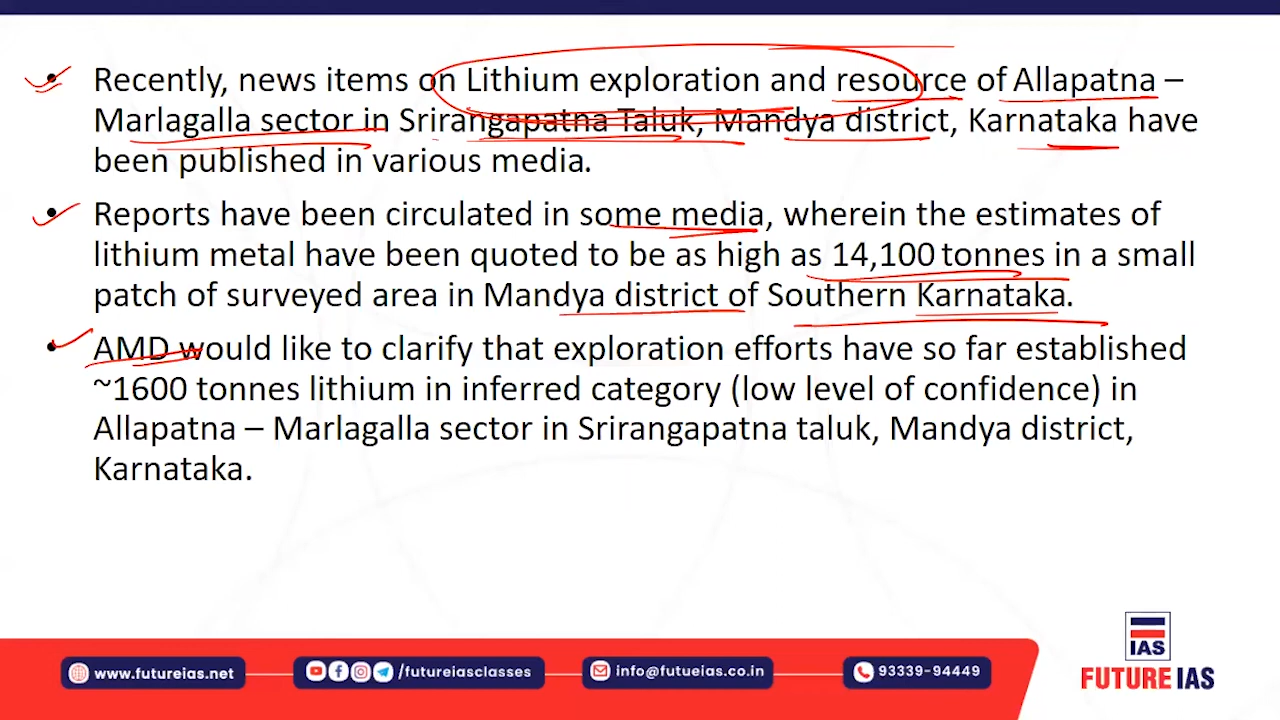 • Recently, news items on Lithium exploration and resource of Allapatna –
Marlagalla sector in Srirangapatna Taluk, Mandya district, Karnataka have
been published in various media.
• Reports have been circulated in some media, wherein the estimates of
lithium metal have been quoted to be as high as 14,100 tonnes in a small
patch of surveyed area in Mandya district of Southern Karnataka.
• AMD would like to clarify that exploration efforts have so far established
~1600 tonnes lithium in inferred category (low level of confidence) in
Allapatna – Marlagalla sector in Srirangapatna taluk, Mandya district,
Karnataka.
IAS
FUTURE IAS
www.futureias.net
/futureiasclasses
info@futueias.co.in
93339-94449